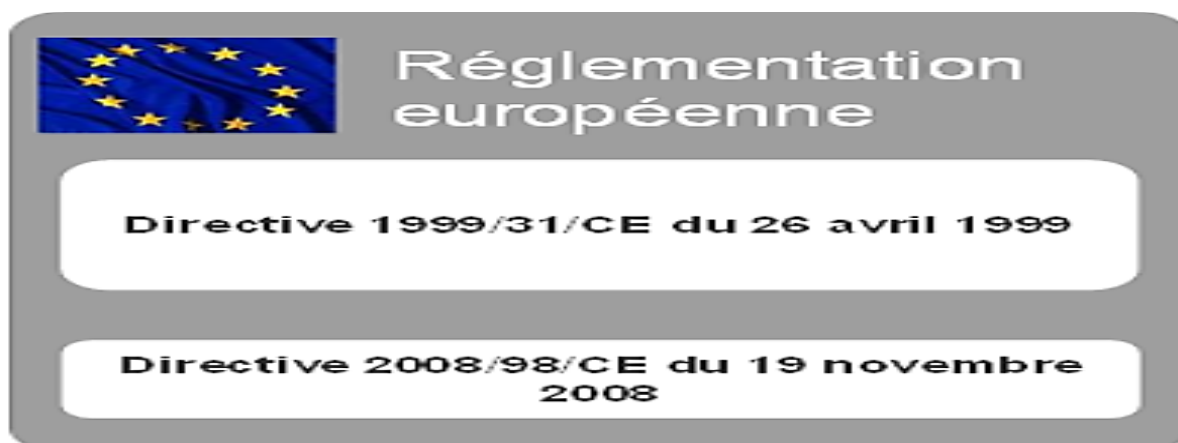 Réglementation
européenne
Directive 1999/31/CE du 26 avril 1999
Directive 2008/98/CE du 19 novembre
2008